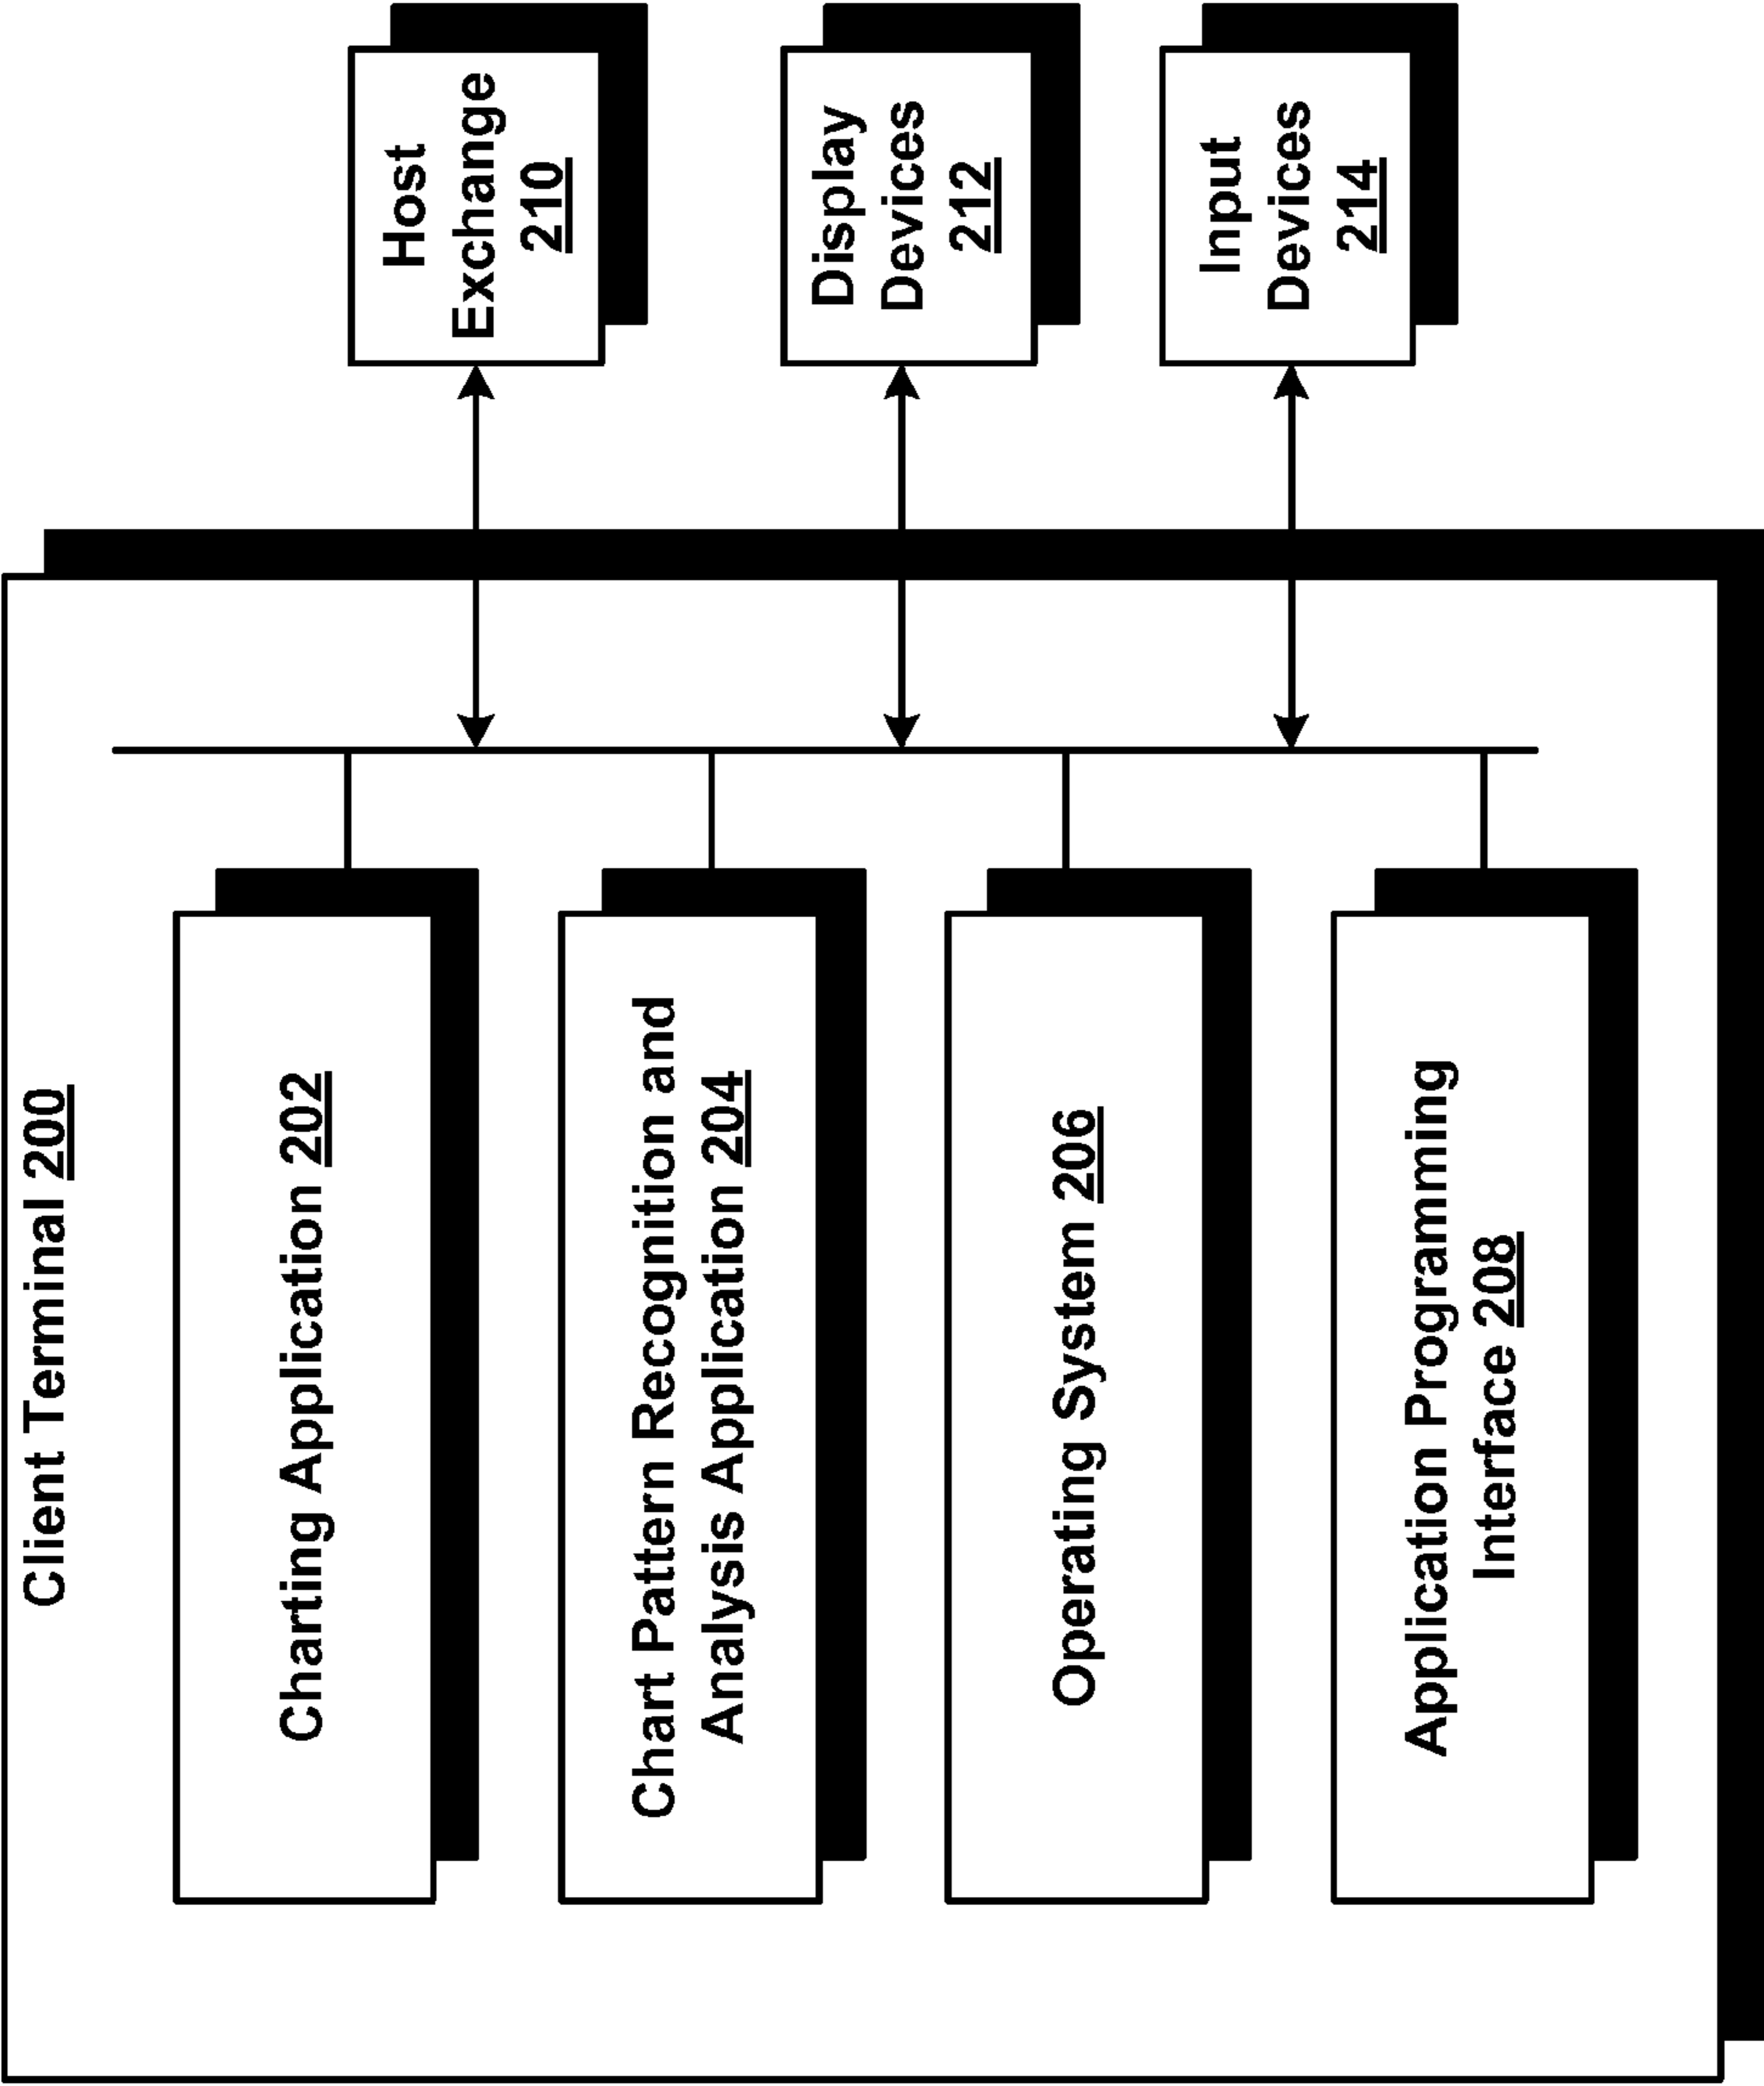 Client Terminal 200
Charting Application 202
Chart Pattern Recognition and
Analysis Application 204
Operating System 206
Application Programming
Interface 208
Host
Exchange
210
Display
Devices
212
Input
Devices
214